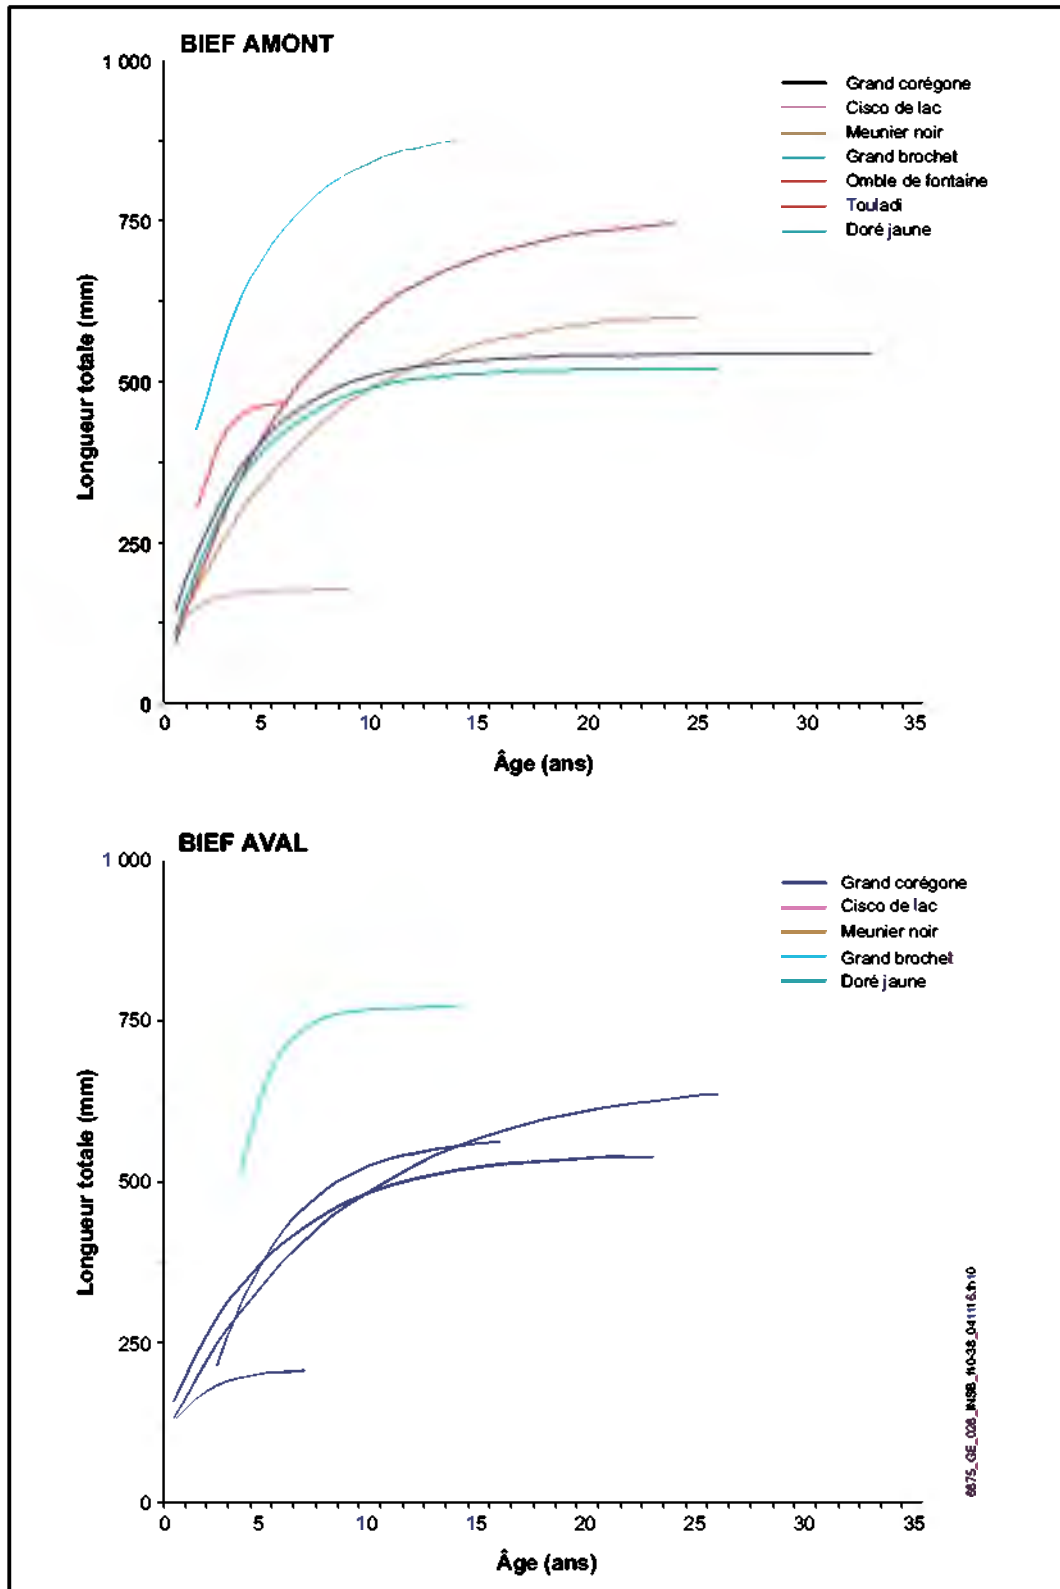 BIEF AMONT
1 000
750
500
250
0
Longueur totale (mm)
Grand corégone
Cisco de lac
Meunier noir
Grand brochet
Omble de fontaine
Touladi
Doré jaune
0 5 10 15 20 25 30 35
Âge (ans)
BIEF AVAL
1 000
750
500
250
0
Longueur totale (mm)
Grand corégone
Cisco de lac
Meunier noir
Grand brochet
Doré jaune
0 5 10 15 20 25 30 35
Âge (ans)
6675_GE_026_INSB_f10-38_041116.fh10